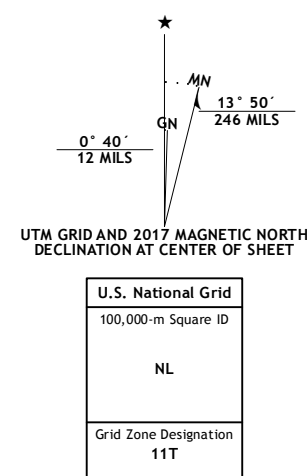 ★
MN
GN
13° 50´
246 MILS
0° 40´
12 MILS
UTM GRID AND 2017 MAGNETIC NORTH
DECLINATION AT CENTER OF SHEET
U.S. National Grid
100,000-m Square ID
NL
Grid Zone Designation
11T